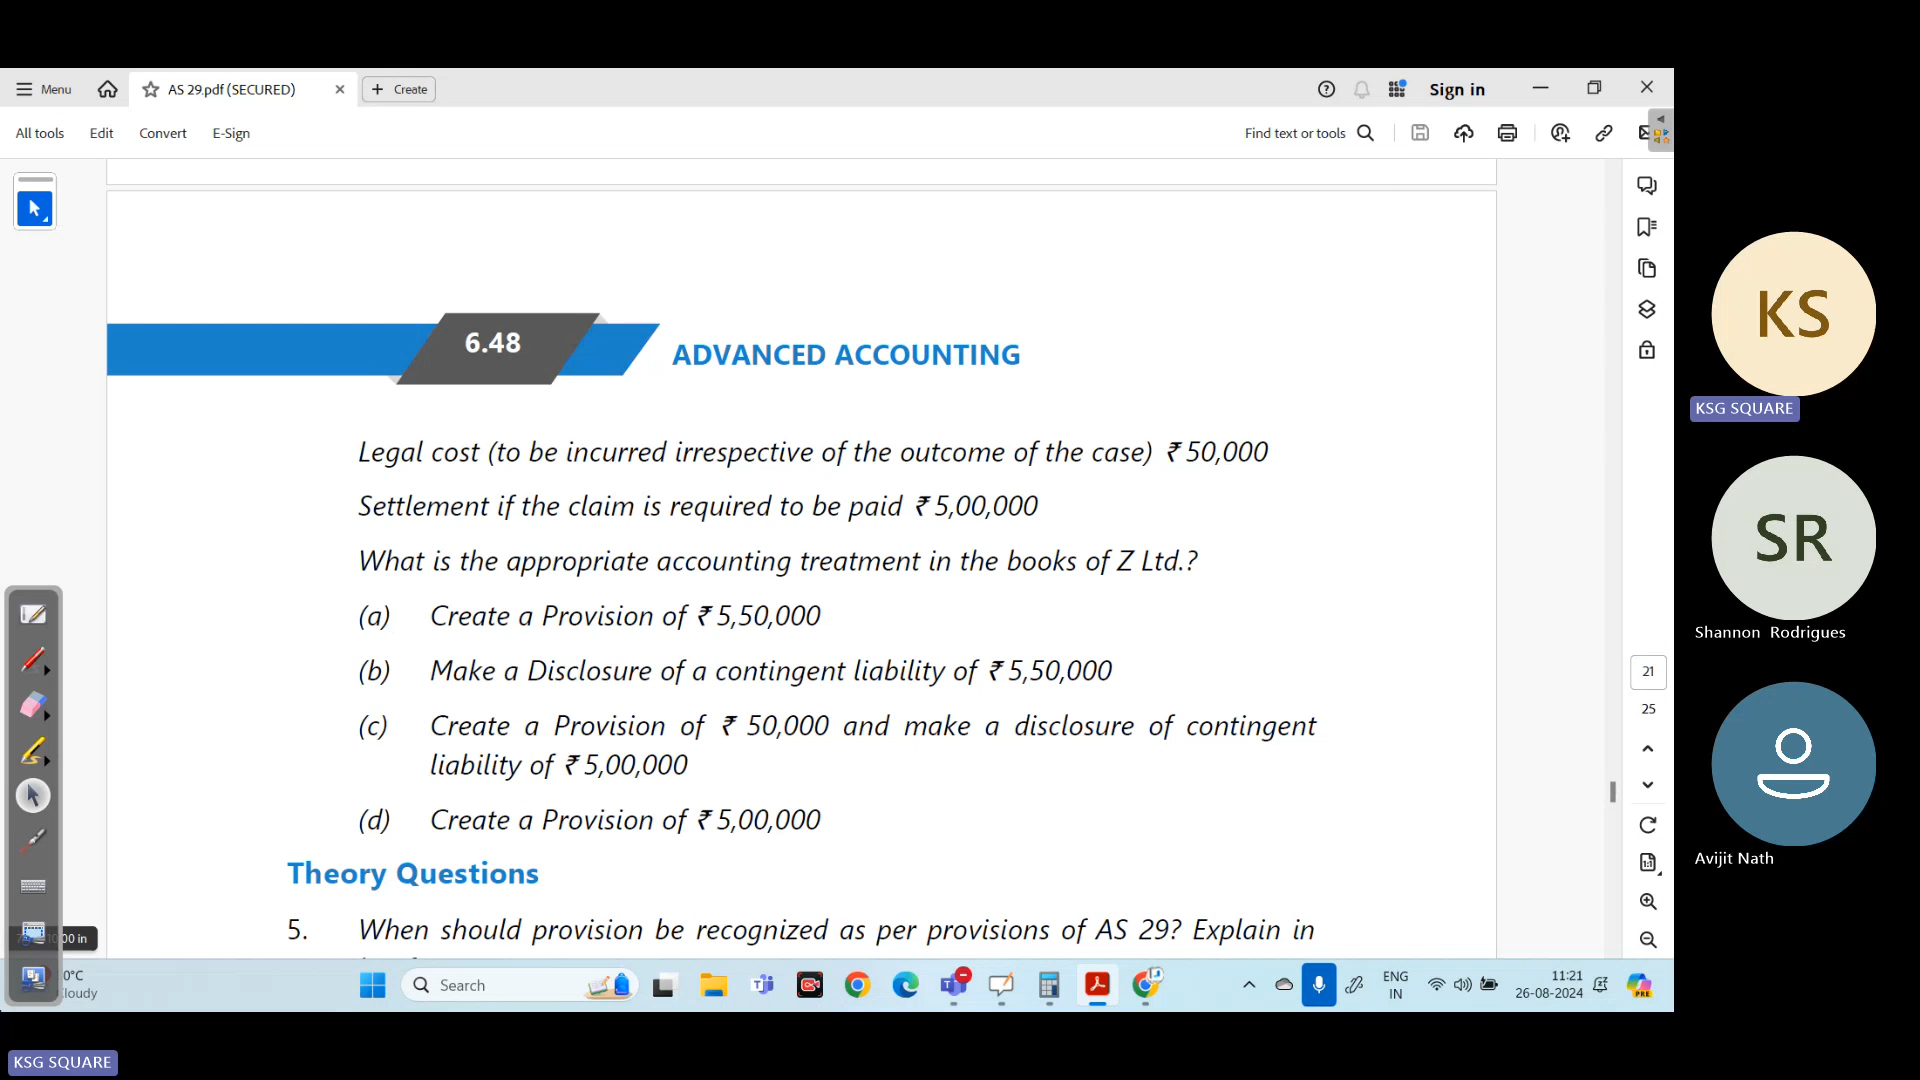 Menu
AS 29.pdf (SECURED)
Create
Sign in
All tools
Edit
Convert
E-Sign
Find text or tools
6.48
ADVANCED ACCOUNTING
Legal cost (to be incurred irrespective of the outcome of the case) ₹ 50,000
Settlement if the claim is required to be paid ₹ 5,00,000
What is the appropriate accounting treatment in the books of Z Ltd.?
(a) Create a Provision of ₹ 5,50,000
(b) Make a Disclosure of a contingent liability of ₹ 5,50,000
(c) Create a Provision of ₹ 50,000 and make a disclosure of contingent
liability of ₹ 5,00,000
(d) Create a Provision of ₹ 5,00,000
Theory Questions
5. When should provision be recognized as per provisions of AS 29? Explain in
21
25
KS
KSG SQUARE
SR
Shannon Rodrigues
Avijit Nath
Search
ENG
IN
11:21
26-08-2024
PRE
KSG SQUARE